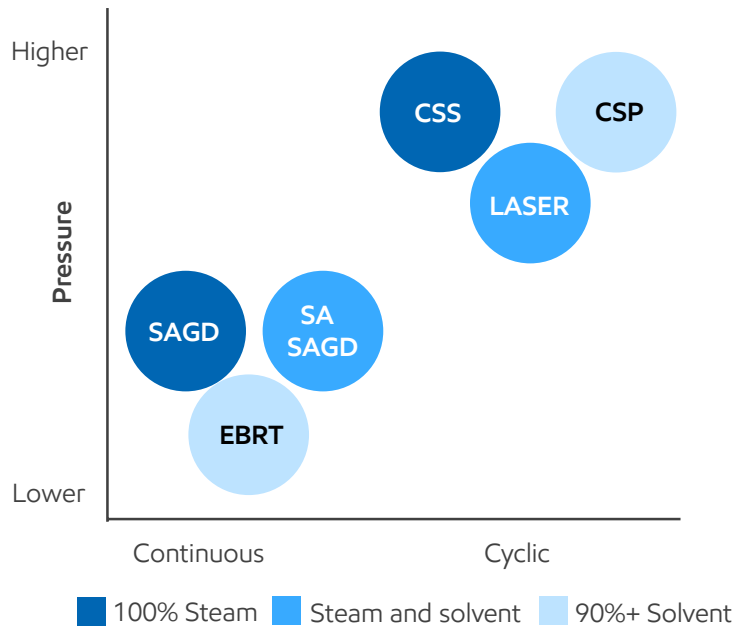 Higher
CSS
CSP
LASER
Pressure
SAGD
SA
SAGD
EBRT
Lower
Continuous
Cyclic
100% Steam
Steam and solvent
90%+ Solvent